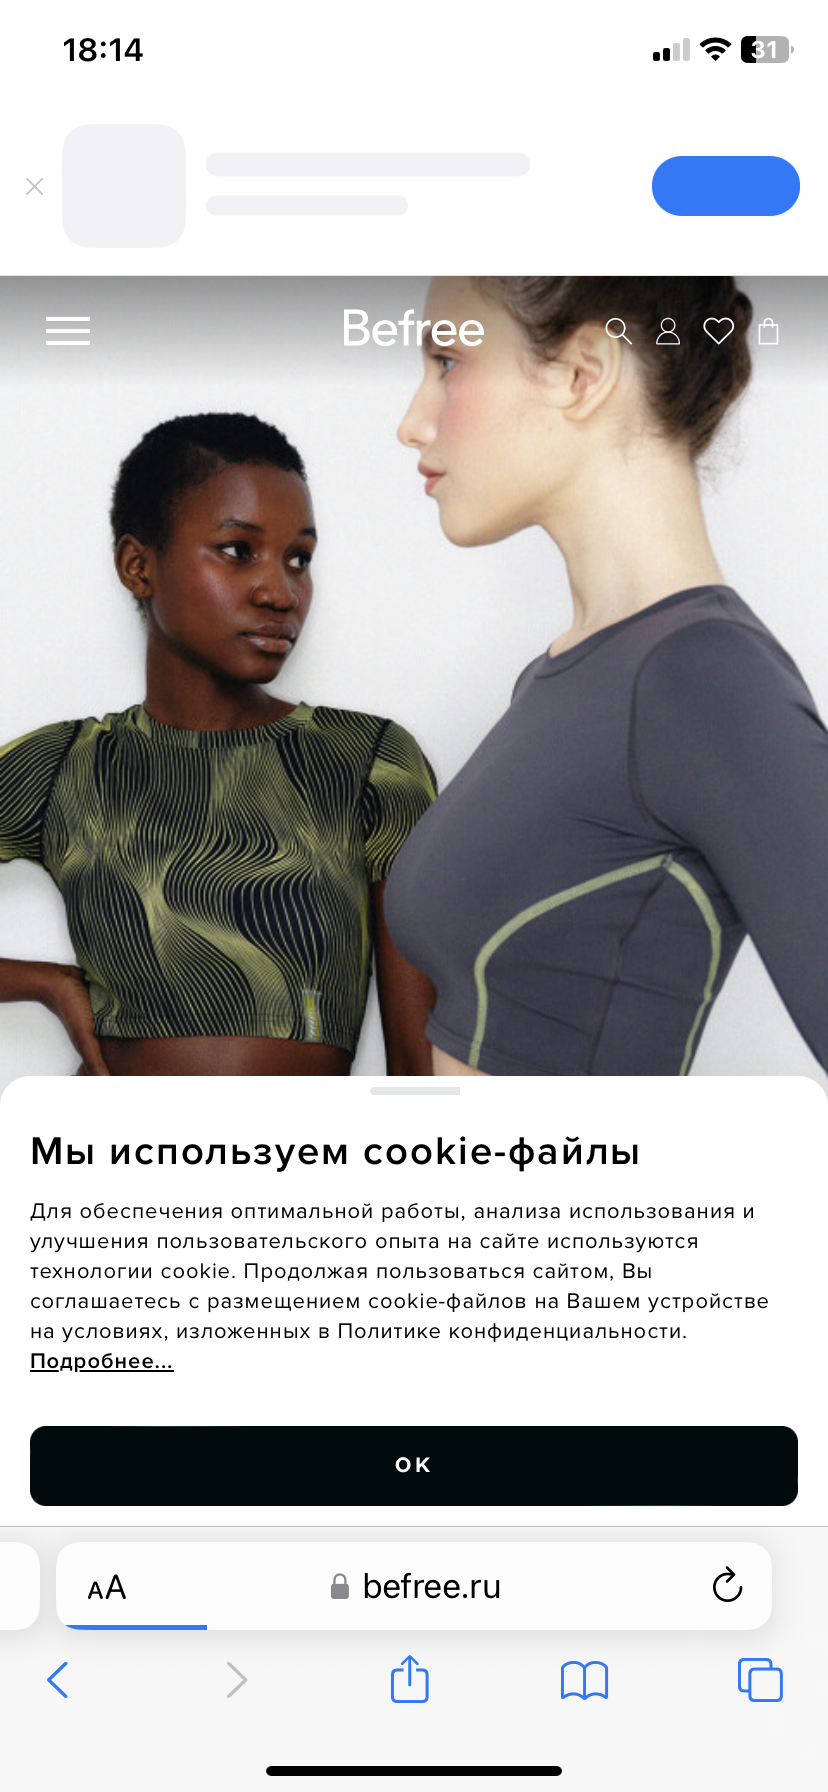 18:14
31
Befree
Мы используем cookie-файлы
Для обеспечения оптимальной работы, анализа использования и
улучшения пользовательского опыта на сайте используются
технологии cookie. Продолжая пользоваться сайтом, Вы
соглашаетесь с размещением cookie-файлов на Вашем устройстве
на условиях, изложенных в Политике конфиденциальности.
Подробнее...
ОК
AA
befree.ru